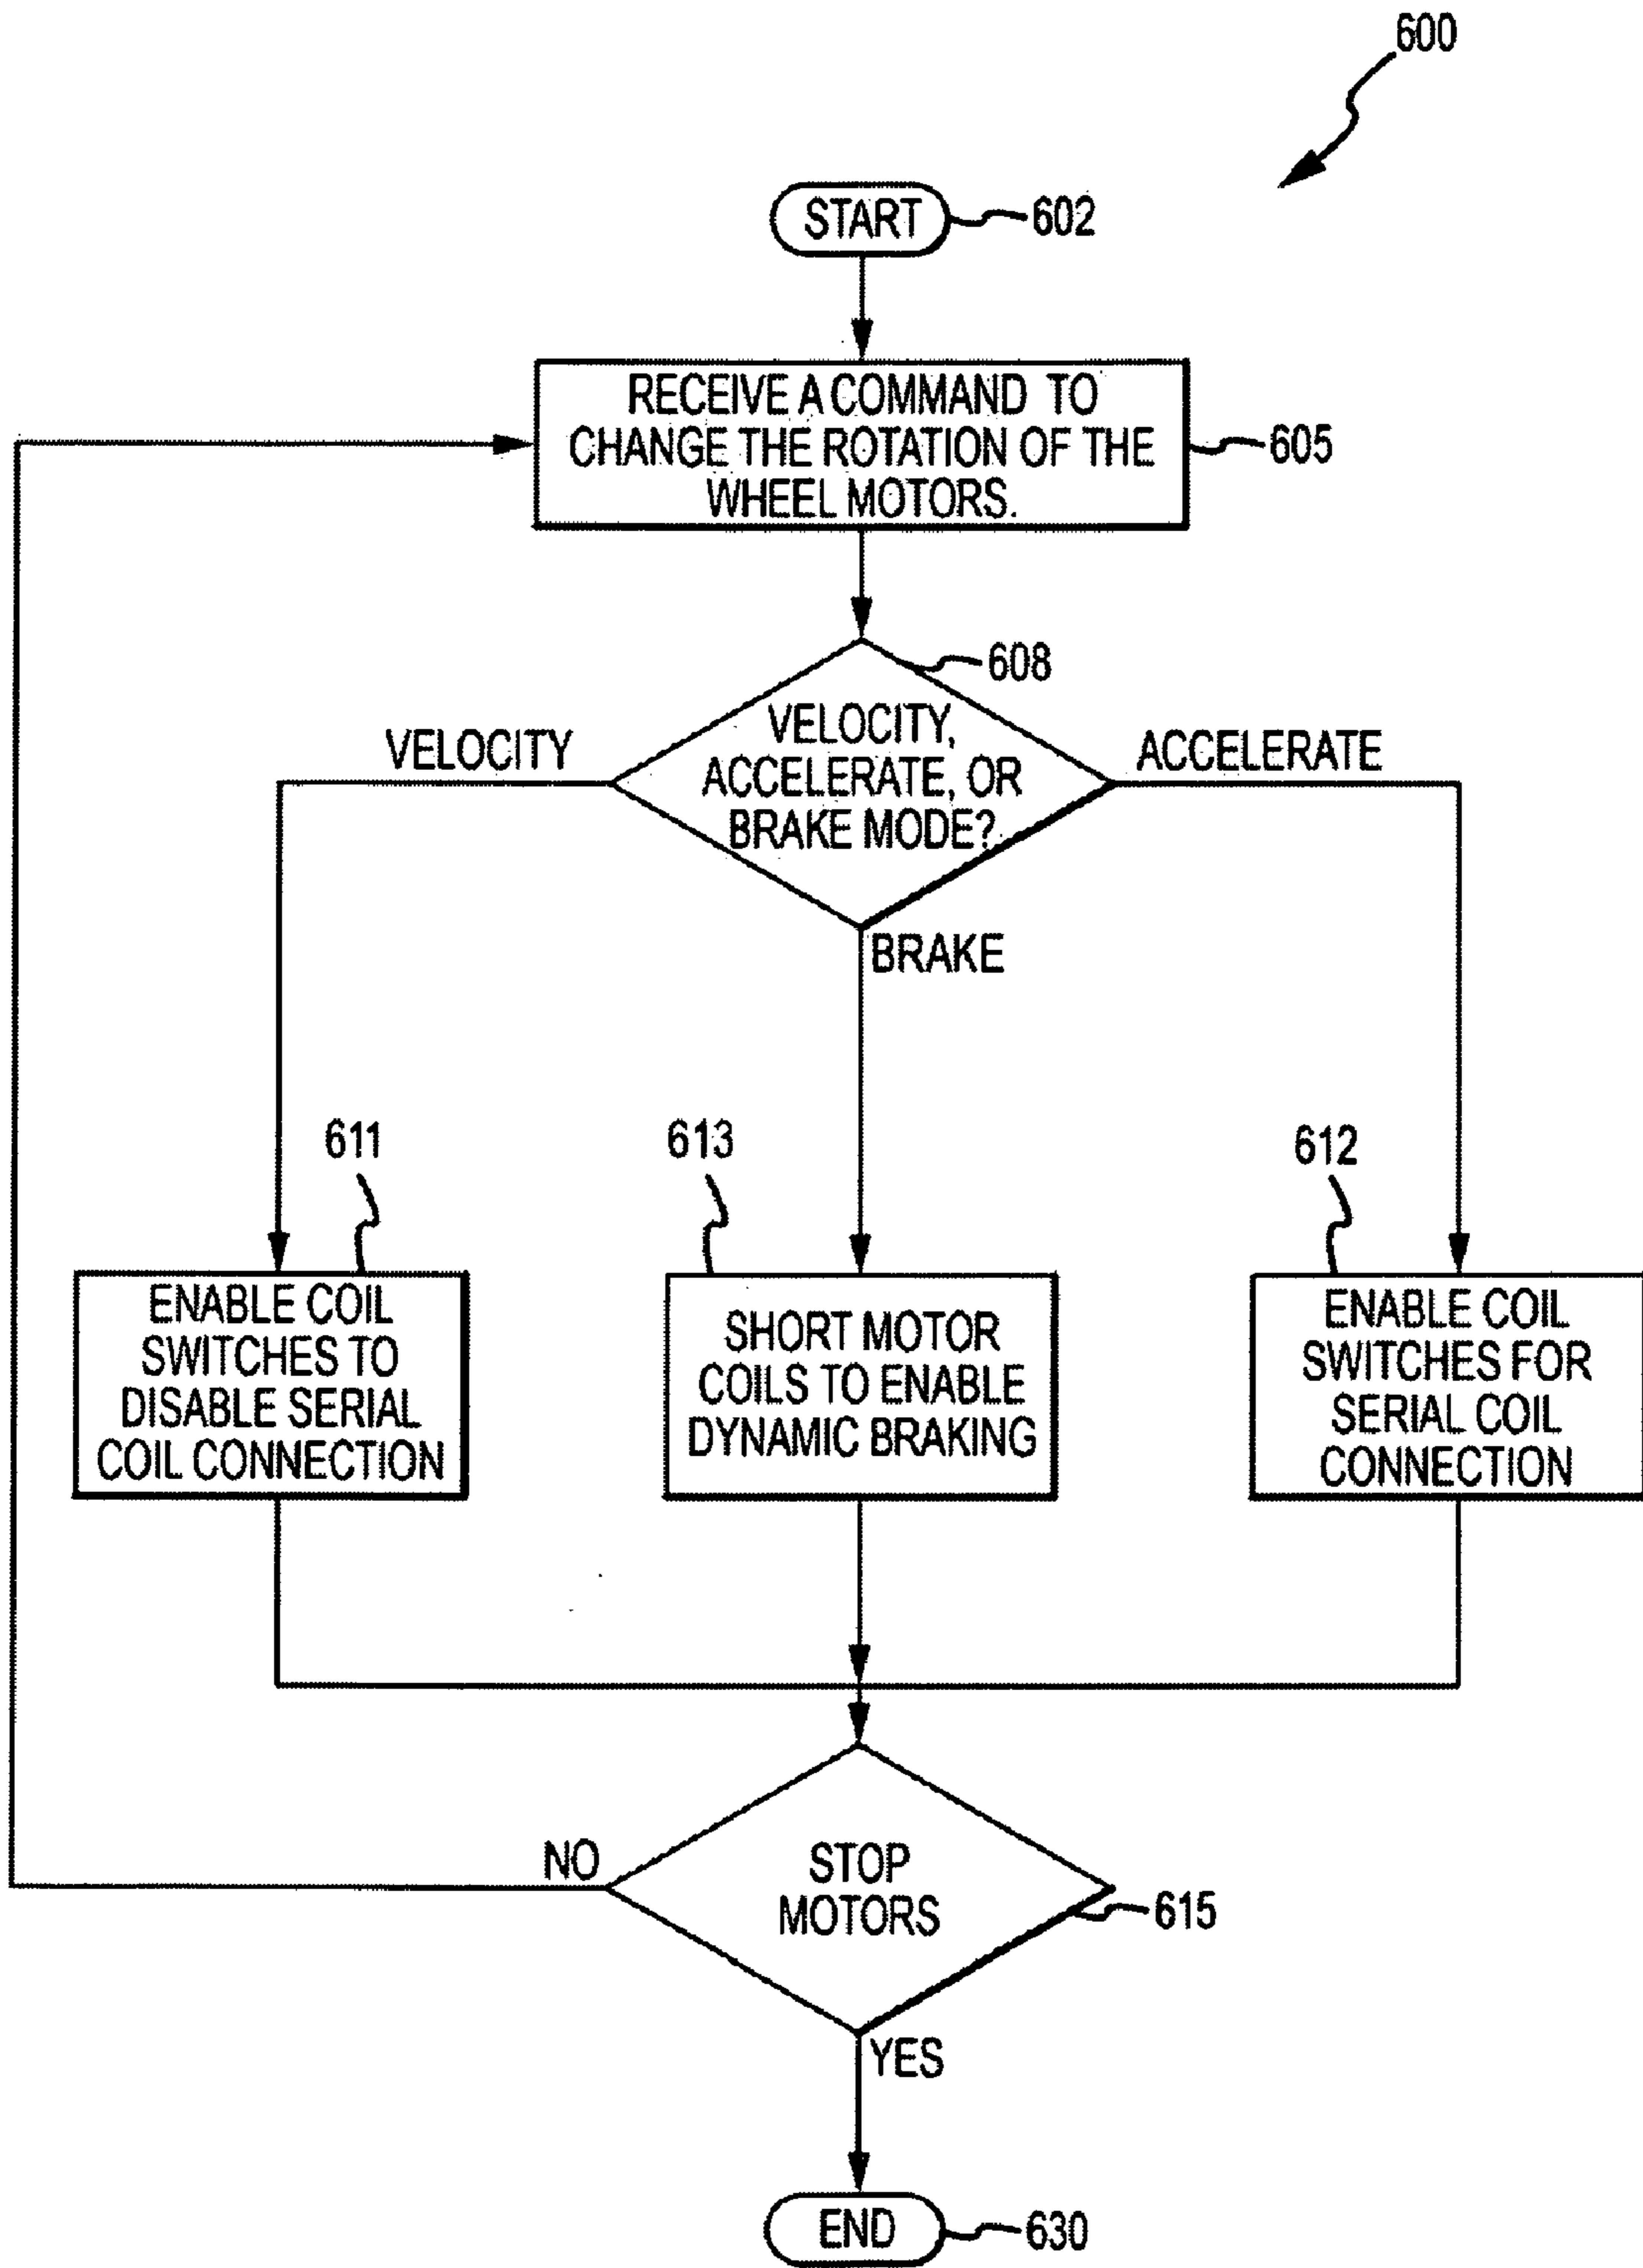 600
START
602
RECEIVE A COMMAND TO
CHANGE THE ROTATION OF THE
WHEEL MOTORS.
605
608
VELOCITY,
ACCELERATE, OR
BRAKE MODE?
VELOCITY
ACCELERATE
BRAKE
611
613
612
ENABLE COIL
SWITCHES TO
DISABLE SERIAL
COIL CONNECTION
SHORT MOTOR
COILS TO ENABLE
DYNAMIC BRAKING
ENABLE COIL
SWITCHES FOR
SERIAL COIL
CONNECTION
NO
STOP
MOTORS
615
YES
END
630